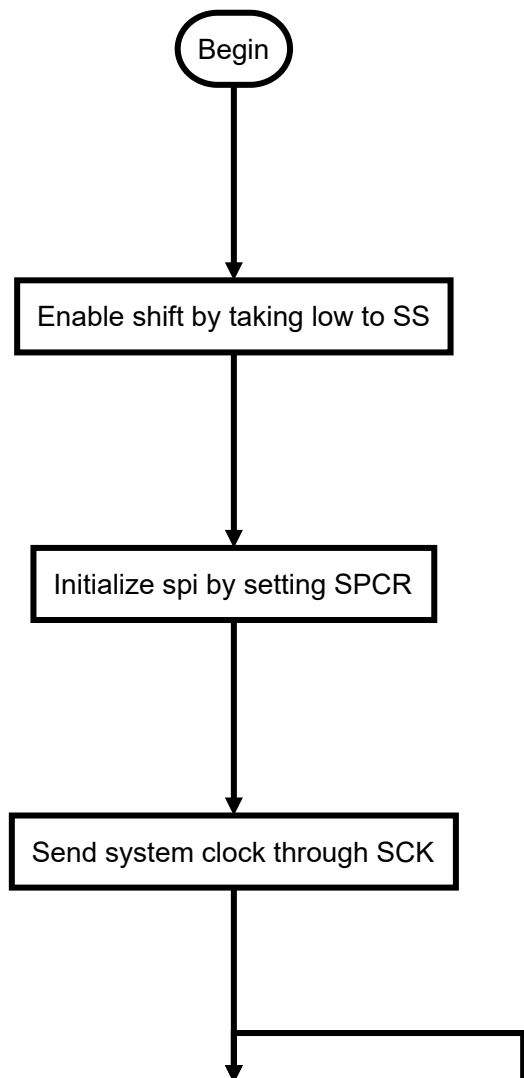 Begin
Enable shift by taking low to SS
Initialize spi by setting SPCR
Send system clock through SCK